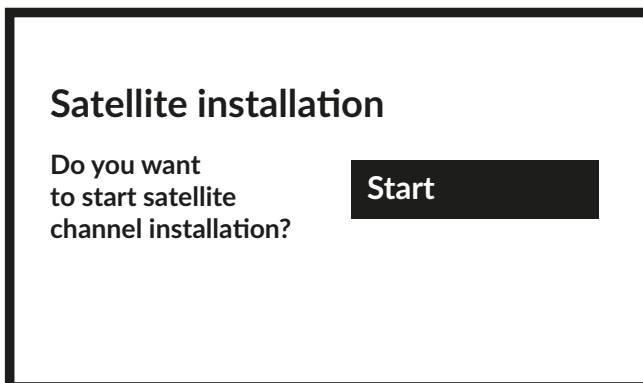 Satellite installation
Do you want
to start satellite
channel installation?
Start